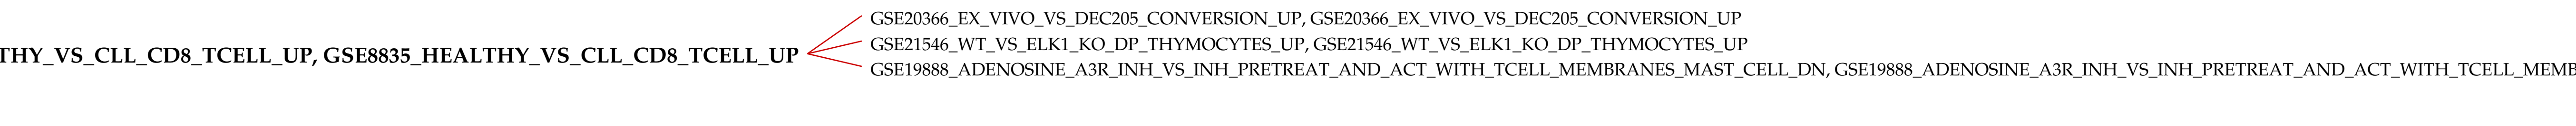 THY_VS_CLL_CD8_TCELL_UP, GSE8835_HEALTHY_VS_CLL_CD8_TCELL_UP
GSE20366_EX_VIVO_VS_DEC205_CONVERSION_UP, GSE20366_EX_VIVO_VS_DEC205_CONVERSION_UP
GSE21546_WT_VS_ELK1_KO_DP_THYMOCYTES_UP, GSE21546_WT_VS_ELK1_KO_DP_THYMOCYTES_UP
GSE19888_ADENOSINE_A3R_INH_VS_INH_PRETREAT_AND_ACT_WITH_TCELL_MEMBRANES_MAST_CELL_DN, GSE19888_ADENOSINE_A3R_INH_VS_INH_PRETREAT_AND_ACT_WITH_TCELL_MEMB